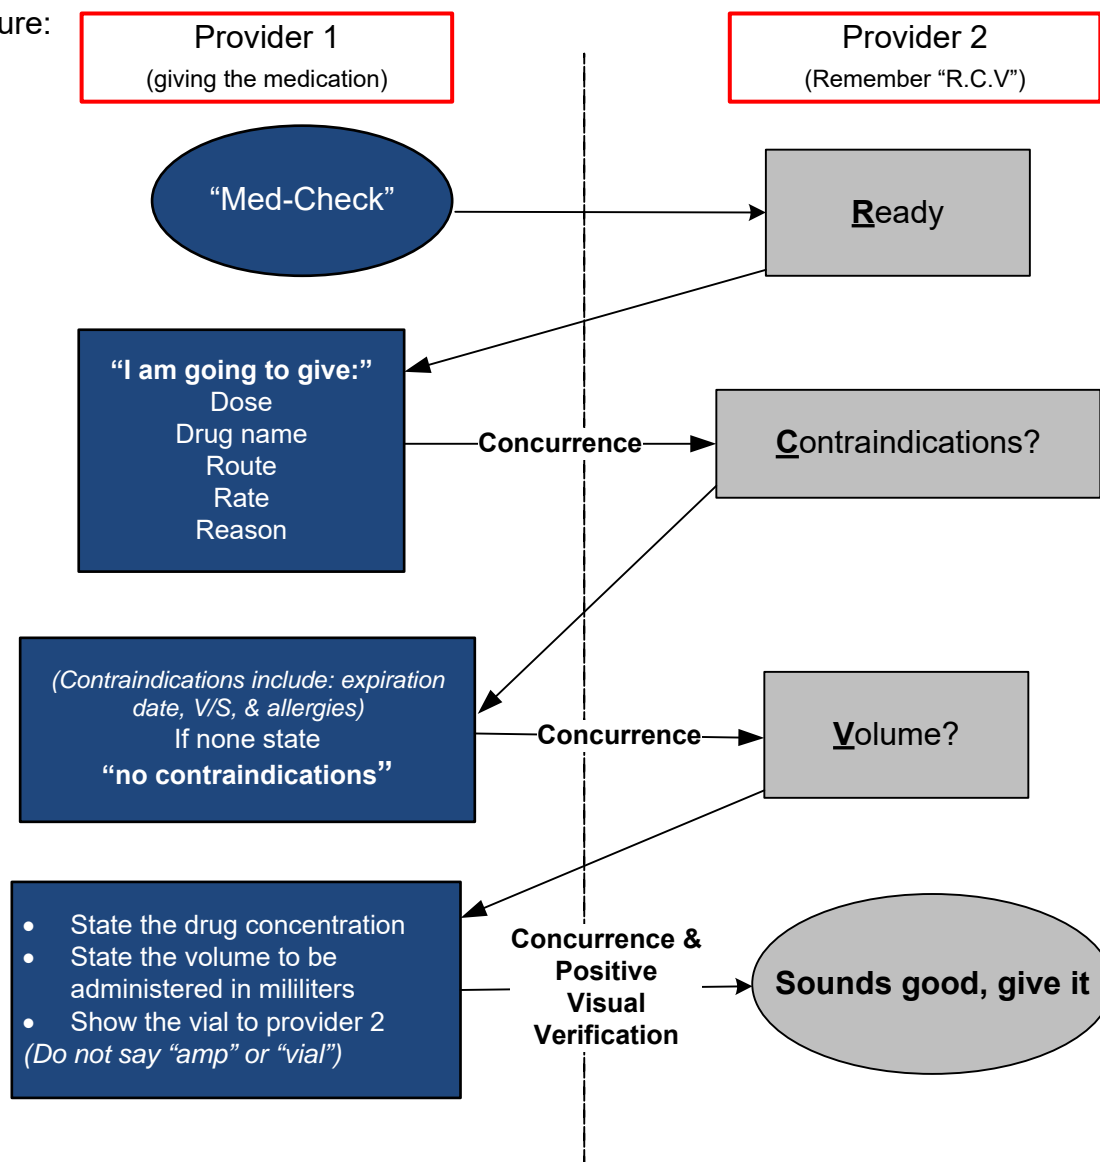 ure:
Provider 1
(giving the medication)
Provider 2
(Remember “R.C.V”)
“Med-Check”
Ready
“I am going to give:”
Dose
Drug name
Route
Rate
Reason
Concurrence
Contraindications?
(Contraindications include: expiration
date, V/S, & allergies)
If none state
“no contraindications”
Concurrence
Volume?
• State the drug concentration
• State the volume to be
administered in mililiters
• Show the vial to provider 2
(Do not say “amp” or “vial”)
Concurrence &
Positive
Visual
Verification
Sounds good, give it